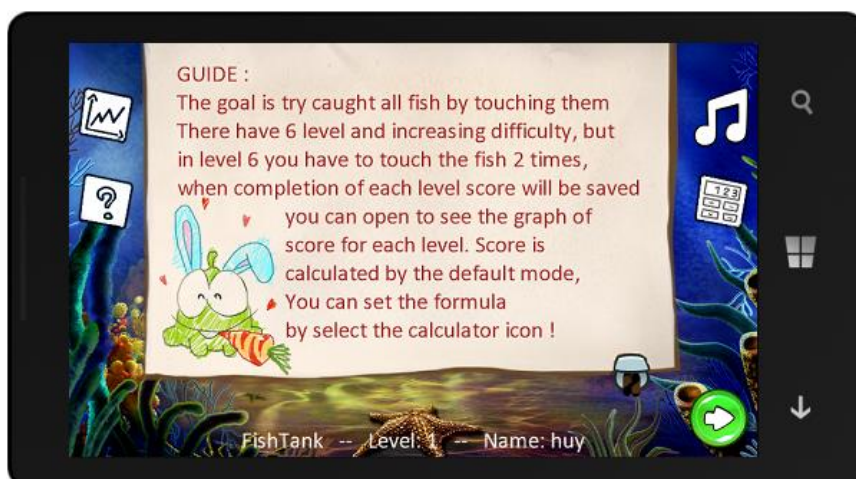 GUIDE :
The goal is try caught all fish by touching them
There have 6 level and increasing difficulty, but
in level 6 you have to touch the fish 2 times,
when completion of each level score will be saved
you can open to see the graph of
score for each level. Score is
calculated by the default mode,
You can set the formula
by select the calculator icon !
123
FishTank -- Level: 1 -- Name: huy